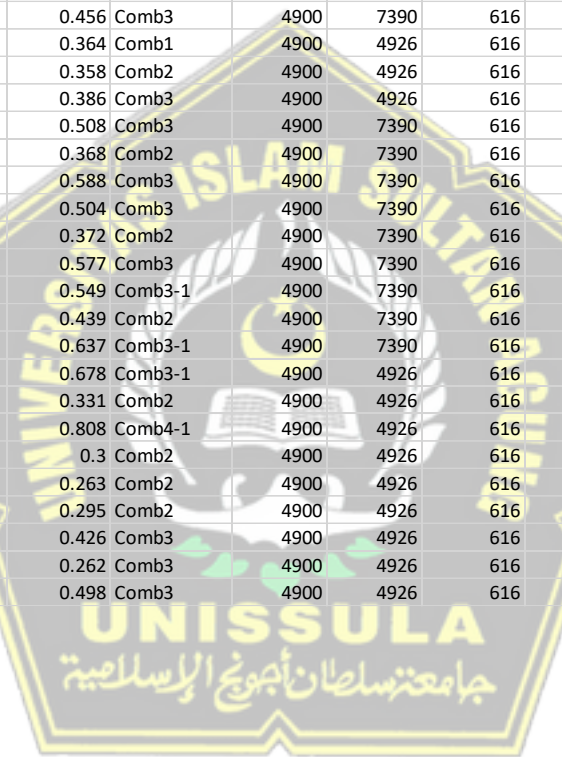 0.456 Comb3 4900 7390 616
0.364 Comb1 4900 4926 616
0.358 Comb2 4900 4926 616
0.386 Comb3 4900 4926 616
0.508 Comb3 4900 7390 616
0.368 Comb2 4900 7390 616
0.588 Comb3 4900 7390 616
0.504 Comb3 4900 7390 616
0.372 Comb2 4900 7390 616
0.577 Comb3 4900 7390 616
0.549 Comb3-1 4900 7390 616
0.439 Comb2 4900 7390 616
0.637 Comb3-1 4900 7390 616
0.678 Comb3-1 4900 4926 616
0.331 Comb2 4900 4926 616
0.808 Comb4-1 4900 4926 616
0.3 Comb2 4900 4926 616
0.263 Comb2 4900 4926 616
0.295 Comb2 4900 4926 616
0.426 Comb3 4900 4926 616
0.262 Comb3 4900 4926 616
0.498 Comb3 4900 4926 616
UNIVERSITAS ISLAM SULTAN AGUNG
UNISSULA
جامعتسلطان أجونج الإسلامية